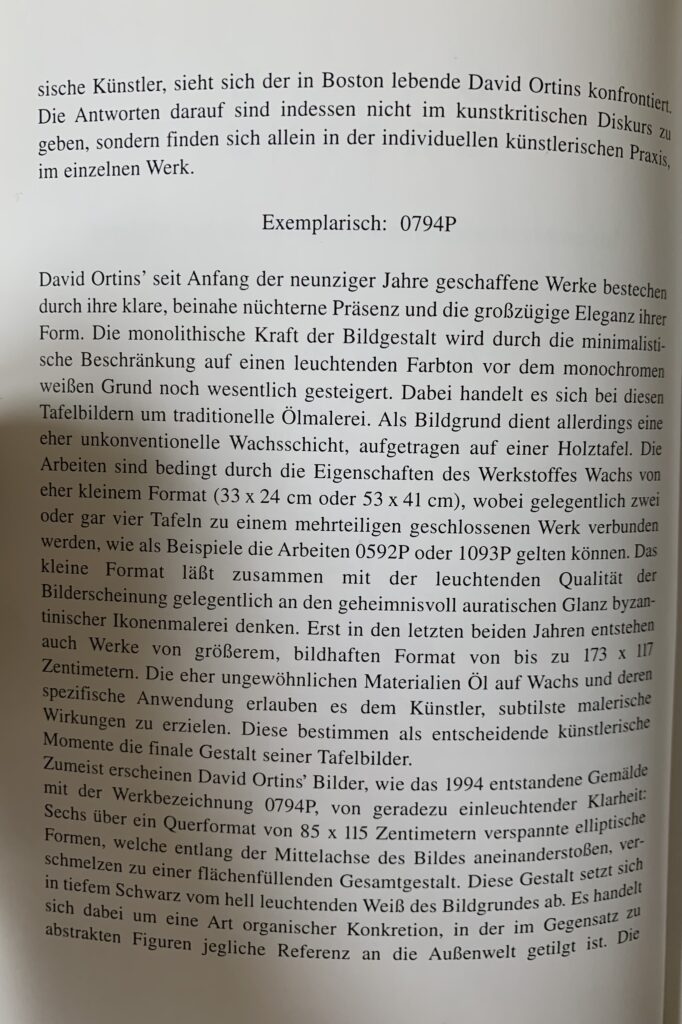 sische Künstler, sieht sich der in Boston lebende David Ortins konfrontiert.
Die Antworten darauf sind indessen nicht im kunstkritischen Diskurs zu
geben, sondern finden sich allein in der individuellen künstlerischen Praxis,
im einzelnen Werk.
Exemplarisch: 0794P
David Ortins’ seit Anfang der neunziger Jahre geschaffene Werke bestechen
durch ihre klare, beinahe nüchterne Präsenz und die großzügige Eleganz ihrer
Form. Die monolithische Kraft der Bildgestalt wird durch die minimalisti-
sche Beschränkung auf einen leuchtenden Farbton vor dem monochromen
weißen Grund noch wesentlich gesteigert. Dabei handelt es sich bei diesen
Tafelbildern um traditionelle Ölmalerei. Als Bildgrund dient allerdings eine
eher unkonventionelle Wachsschicht, aufgetragen auf einer Holztafel. Die
Arbeiten sind bedingt durch die Eigenschaften des Werkstoffes Wachs von
eher kleinem Format (33 x 24 cm oder 53 x 41 cm), wobei gelegentlich zwei
oder gar vier Tafeln zu einem mehrteiligen geschlossenen Werk verbunden
werden, wie als Beispiele die Arbeiten 0592P oder 1093P gelten können. Das
kleine Format läßt zusammen mit der leuchtenden Qualität der
Bilderscheinung gelegentlich an den geheimnisvoll auratischen Glanz byzan-
tinischer Ikonenmalerei denken. Erst in den letzten beiden Jahren entstehen
auch Werke von größerem, bildhaften Format von bis zu 173 x 117
Zentimetern. Die eher ungewöhnlichen Materialien Öl auf Wachs und deren
spezifische Anwendung erlauben es dem Künstler, subtilste malerische
Wirkungen zu erzielen. Diese bestimmen als entscheidende künstlerische
Momente die finale Gestalt seiner Tafelbilder.
Zumeist erscheinen David Ortins’ Bilder, wie das 1994 entstandene Gemälde
mit der Werkbezeichnung 0794P, von geradezu einleuchtender Klarheit:
Sechs über ein Querformat von 85 x 115 Zentimetern verspannte elliptische
Formen, welche entlang der Mittelachse des Bildes aneinanderstoßen, ver-
schmelzen zu einer flächenfüllenden Gesamtgestalt. Diese Gestalt setzt sich
in tiefem Schwarz vom hell leuchtenden Weiß des Bildgrundes ab. Es handelt
sich dabei um eine Art organischer Konkretion, in der im Gegensatz zu
abstrakten Figuren jegliche Referenz an die Außenwelt getilgt ist. Die